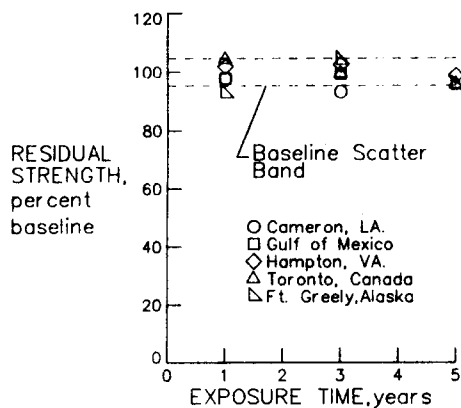 120
100
80
60
40
20
0
RESIDUAL
STRENGTH,
percent
baseline
Baseline Scatter
Band
Cameron, LA.
Gulf of Mexico
Hampton, VA.
Toronto, Canada
Ft. Greely, Alaska
0 1 2 3 4 5
EXPOSURE TIME, years